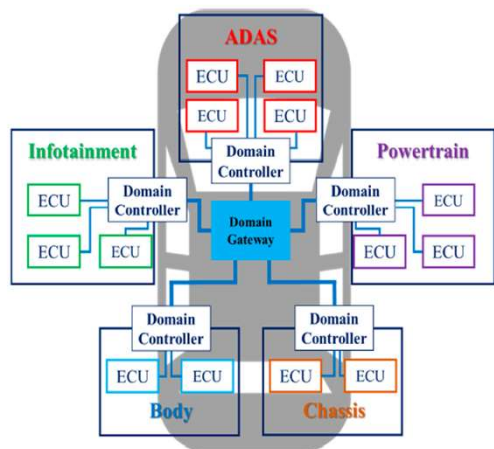 ADAS
ECU
ECU
ECU
ECU
Domain
Controller
Infotainment
ECU
ECU
ECU
Domain
Controller
Powertrain
Domain
Controller
ECU
ECU
ECU
Domain
Gateway
Domain
Controller
ECU
ECU
Body
Domain
Controller
ECU
ECU
Chassis